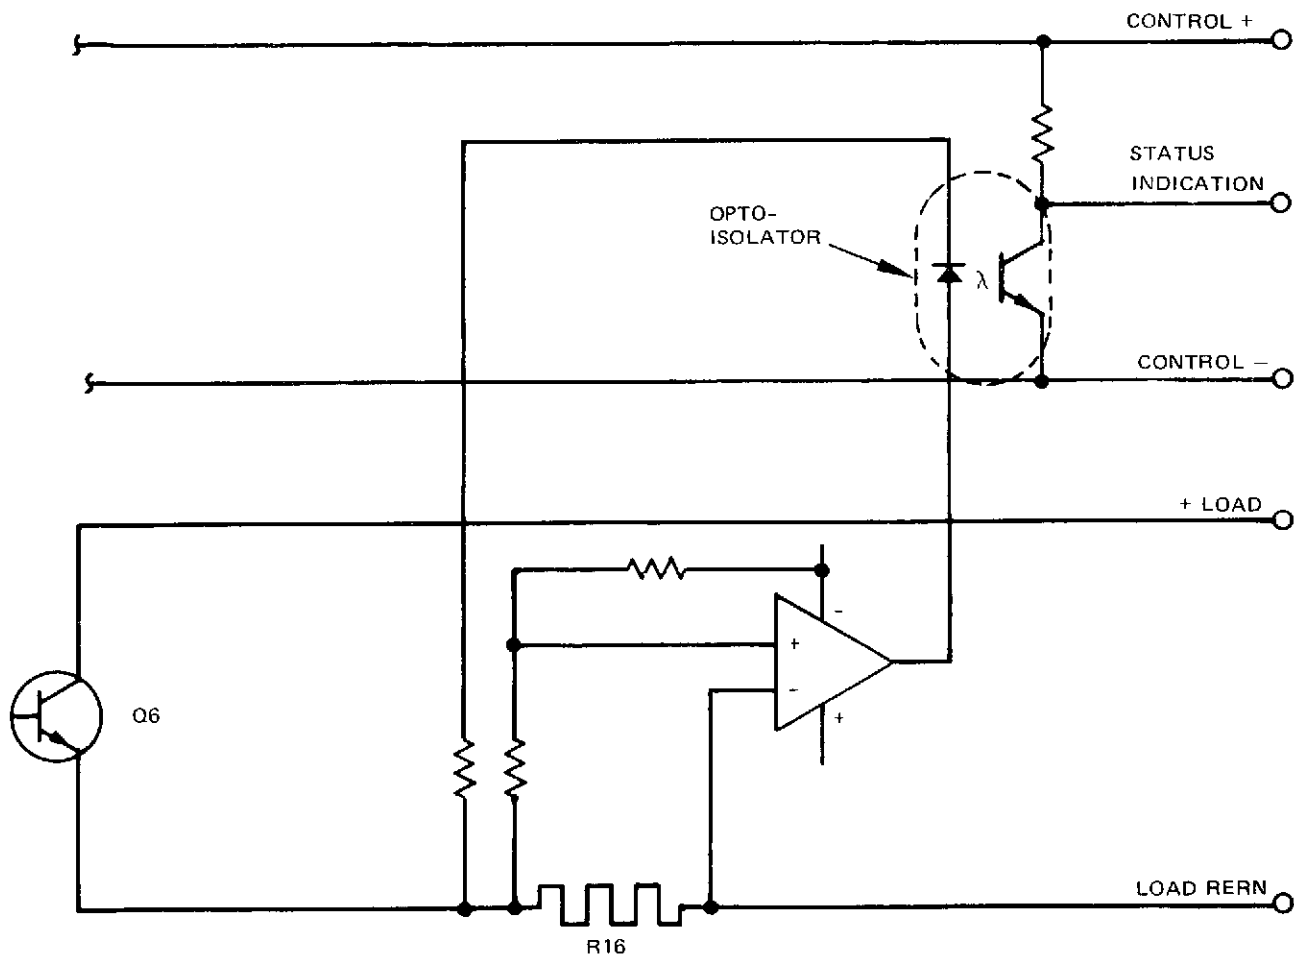 CONTROL +
STATUS
INDICATION
OPTO-
ISOLATOR
λ
CONTROL –
+ LOAD
-
+
-
+
Q6
LOAD RERN
R16